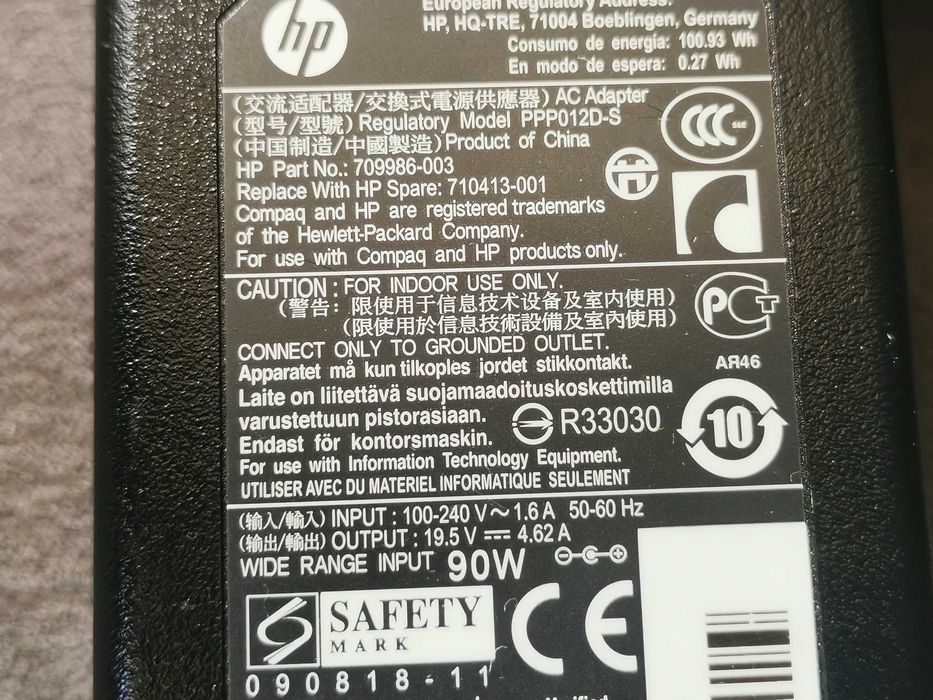 hp
European Regulatory Address:
HP, HQ-TRE, 71004 Boeblingen, Germany
Consumo de energía: 100.93 Wh
En modo de espera: 0.27 Wh
(交流适配器/交換式電源供應器) AC Adapter
(型号/型號) Regulatory Model PPP012D-S
(中国制造/中國製造) Product of China
HP Part No.: 709986-003
Replace With HP Spare: 710413-001
Compaq and HP are registered trademarks
of the Hewlett-Packard Company.
For use with Compaq and HP products only.
CCC S&E
CAUTION : FOR INDOOR USE ONLY.
(警告: 限使用于信息技术设备及室内使用)
(限使用於信息技術設備及室內使用)
CONNECT ONLY TO GROUNDED OUTLET.
Apparatet må kun tilkoples jordet stikkontakt.
Laite on liitettävä suojamaadoituskoskettimilla
varustettuun pistorasiaan.
Endast för kontorsmaskin.
For use with Information Technology Equipment.
UTILISER AVEC DU MATERIEL INFORMATIQUE SEULEMENT
R33030
РСТ
АЯ46
10
(输入/輸入) INPUT : 100-240 V～ 1.6 A 50-60 Hz
(输出/輸出) OUTPUT : 19.5 V ⎓ 4.62 A
WIDE RANGE INPUT 90W
SAFETY
MARK
CE
090818-11